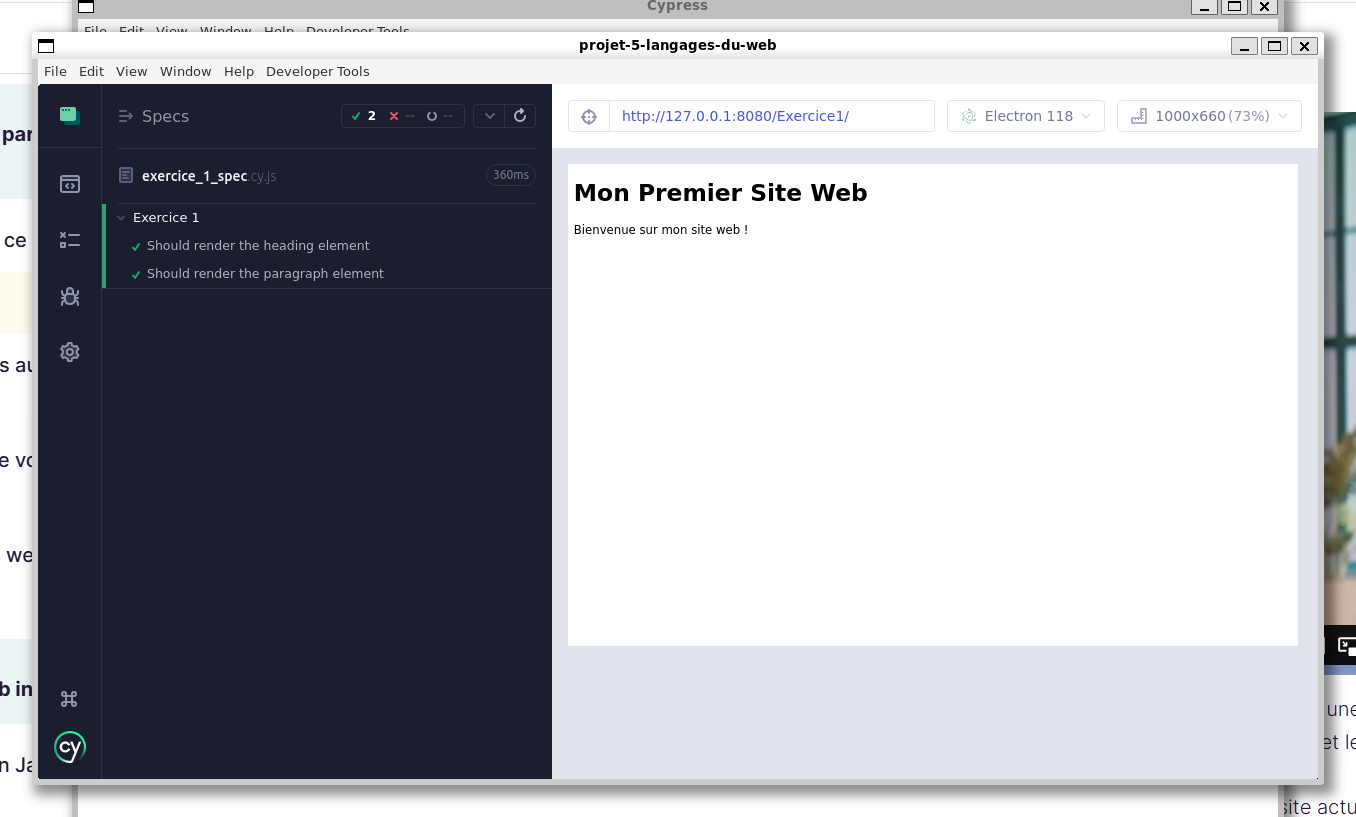 Cypress
File Edit View Window Help Developer Tools
projet-5-langages-du-web
File Edit View Window Help Developer Tools
Specs 2 -- --
http://127.0.0.1:8080/Exercice1/ Electron 118 1000x660 (73%)
exercice_1_spec.cy.js 360ms
Exercice 1
Should render the heading element
Should render the paragraph element
Mon Premier Site Web
Bienvenue sur mon site web !
cy
par
ce
s au
e vo
we
b in
n Ja
une
et le
site actu